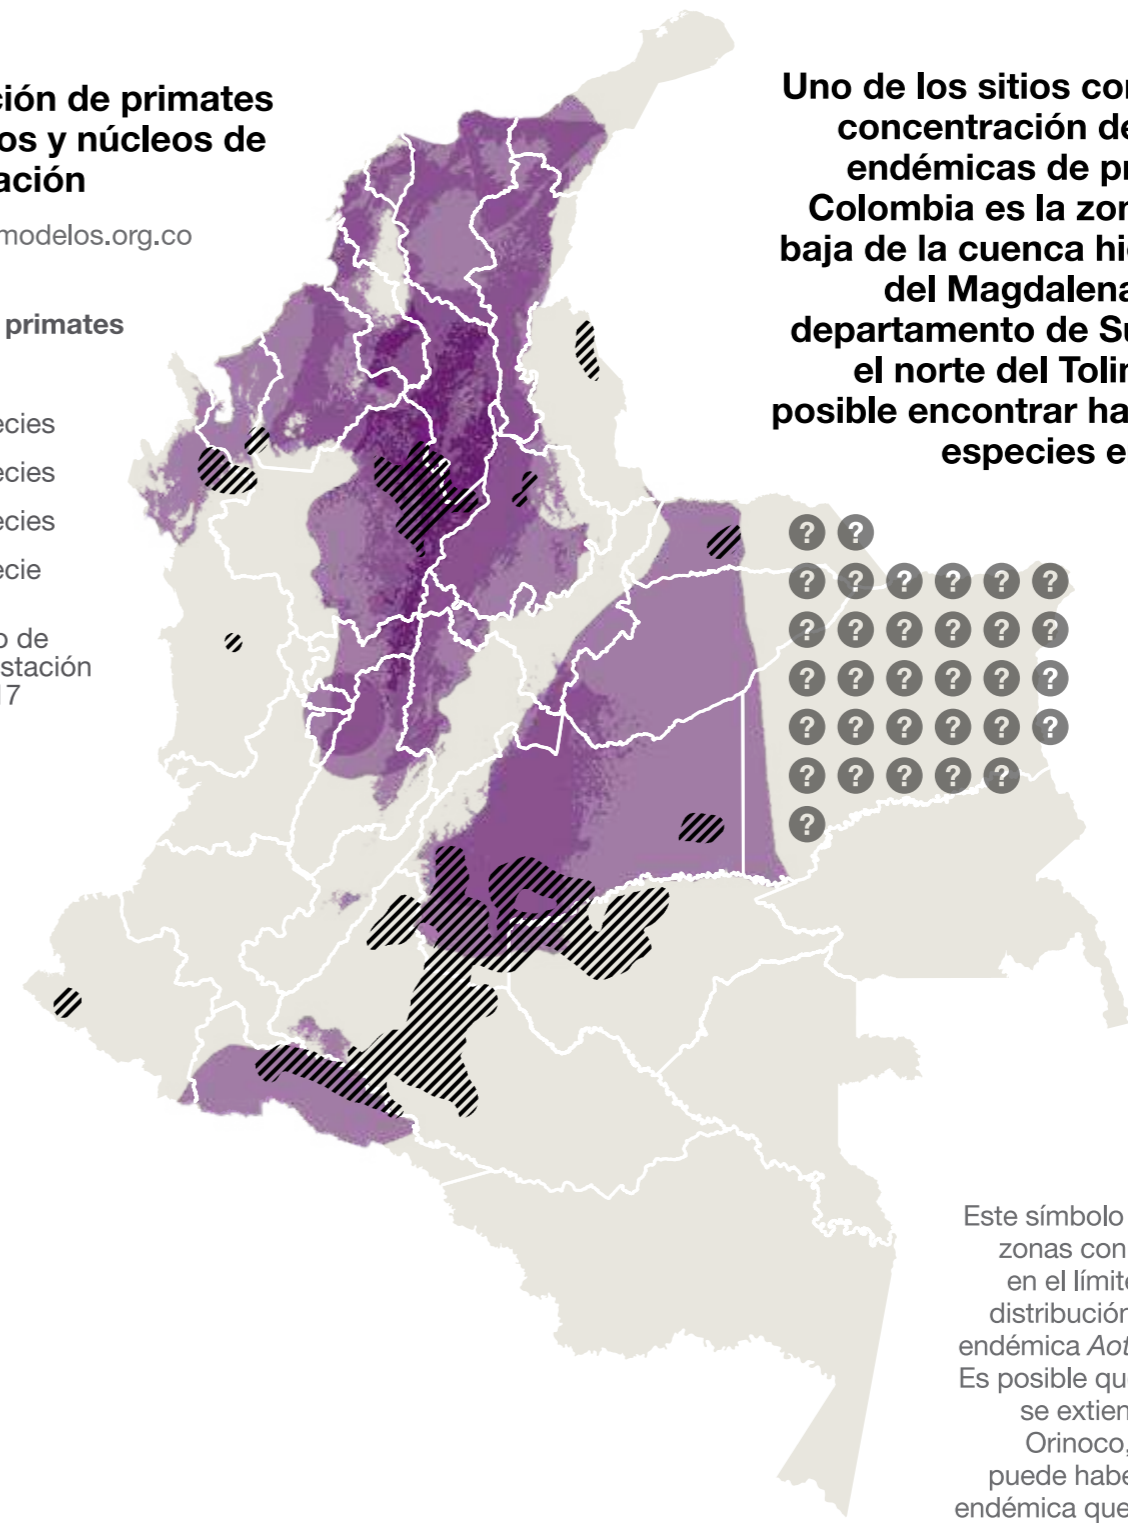 ción de primates
os y núcleos de
ación
modelos.org.co
primates
ecies
ecies
ecies
ecie
o de
estación
17
Uno de los sitios con
concentración de
endémicas de pr
Colombia es la zon
baja de la cuenca hid
del Magdalena
departamento de Su
el norte del Tolim
posible encontrar ha
especies e
? ?
? ? ? ? ? ?
? ? ? ? ? ?
? ? ? ? ? ?
? ? ? ? ? ?
? ? ? ? ?
?
Este símbolo
zonas con
en el límite
distribución
endémica Aot
Es posible que
se extien
Orinoco,
puede habe
endémica que